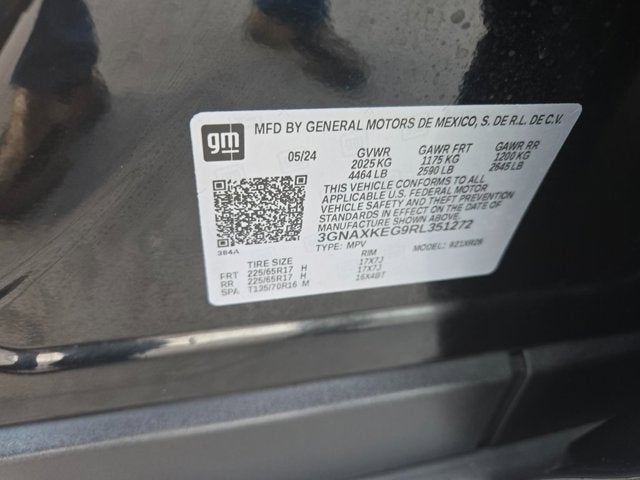 gm
MFD BY GENERAL MOTORS DE MEXICO, S. DE R.L. DE C.V.
05/24 GVWR GAWR FRT GAWR RR
2025 KG 1175 KG 1200 KG
4464 LB 2590 LB 2645 LB
THIS VEHICLE CONFORMS TO ALL
APPLICABLE U.S. FEDERAL MOTOR
VEHICLE SAFETY AND THEFT PREVENTION
STANDARDS IN EFFECT ON THE DATE OF
MANUFACTURE SHOWN ABOVE.
3GNAXKEG9RL351272
384A TYPE: MPV MODEL:
TIRE SIZE RIM
FRT 225/65R17 H 17X7J
RR 225/65R17 H 17X7J
SPA T135/70R16 M 16X4BT